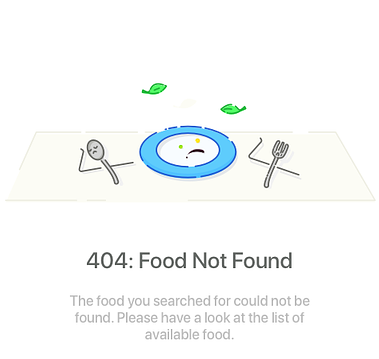 404: Food Not Found
The food you searched for could not be
found. Please have a look at the list of
available food.